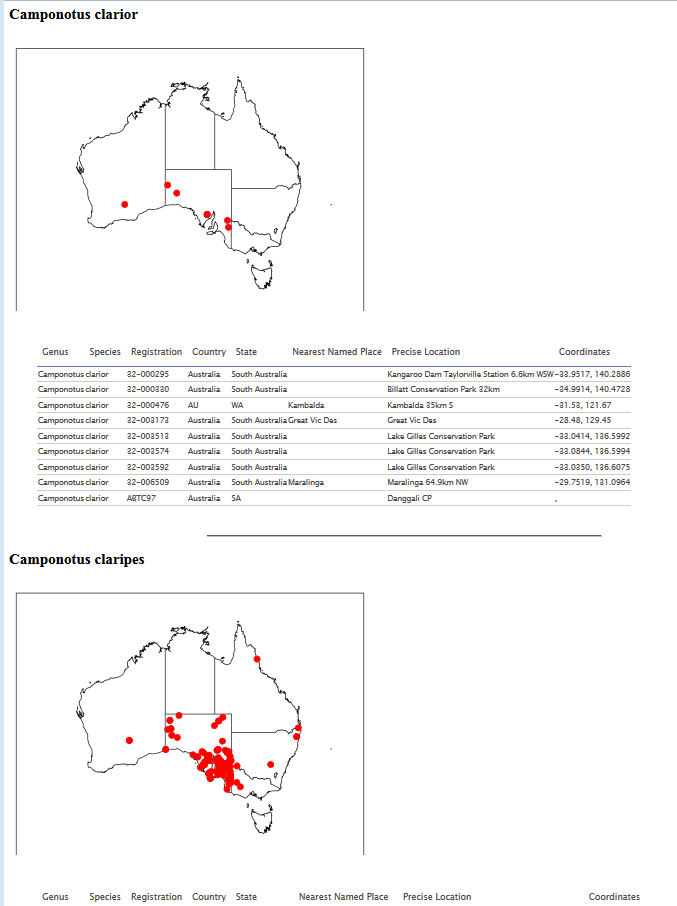 Camponotus clarior
Genus Species Registration Country State Nearest Named Place Precise Location Coordinates
Camponotus clarior 32-000295 Australia South Australia Kangaroo Dam Taylorville Station 6.6km WSW -33.9517, 140.2886
Camponotus clarior 32-000330 Australia South Australia Billatt Conservation Park 32km -34.9914, 140.4728
Camponotus clarior 32-000476 AU WA Kambalda Kambalda 35km S -31.53, 121.67
Camponotus clarior 32-003173 Australia South Australia Great Vic Des Great Vic Des -28.48, 129.45
Camponotus clarior 32-003513 Australia South Australia Lake Gilles Conservation Park -33.0414, 136.5992
Camponotus clarior 32-003574 Australia South Australia Lake Gilles Conservation Park -33.0844, 136.5994
Camponotus clarior 32-003592 Australia South Australia Lake Gilles Conservation Park -33.0350, 136.6075
Camponotus clarior 32-006509 Australia South Australia Maralinga Maralinga 64.9km NW -29.7519, 131.0964
Camponotus clarior ABTC97 Australia SA Danggali CP ,
Camponotus claripes
Genus Species Registration Country State Nearest Named Place Precise Location Coordinates